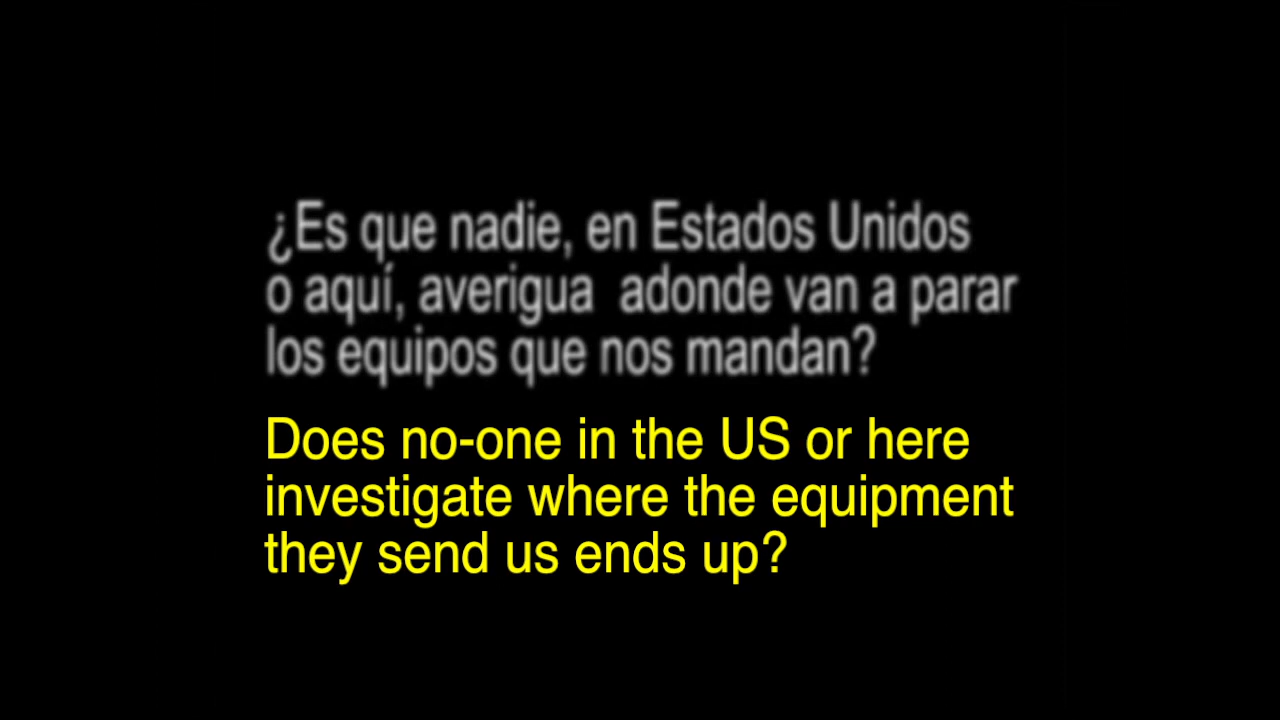 ¿Es que nadie, en Estados Unidos
o aquí, averigua adonde van a parar
los equipos que nos mandan?
Does no-one in the US or here
investigate where the equipment
they send us ends up?